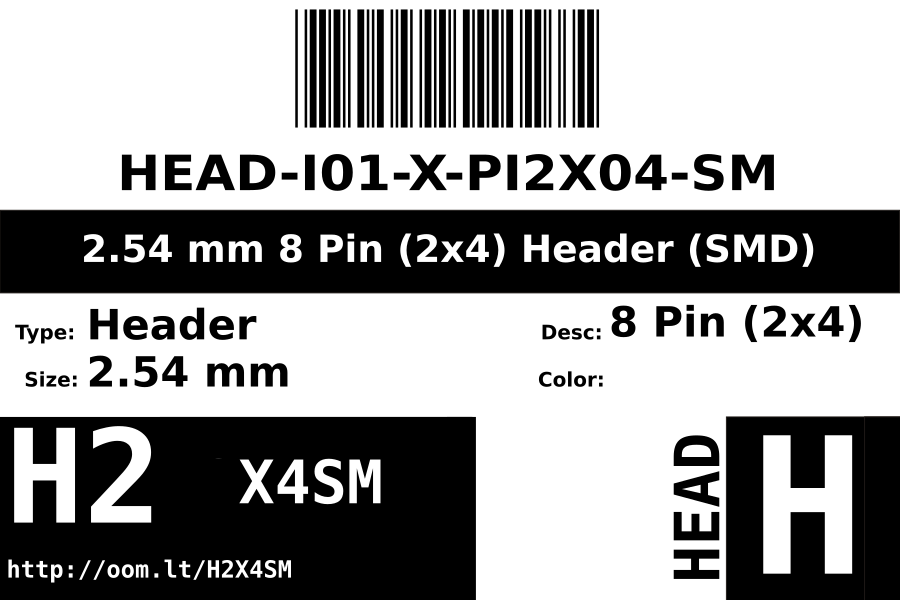 HEAD-I01-X-PI2X04-SM
2.54 mm 8 Pin (2x4) Header (SMD)
Type: Header
Desc: 8 Pin (2x4)
Size: 2.54 mm
Color:
H2 X4SM
http://oom.lt/H2X4SM
HEAD
H